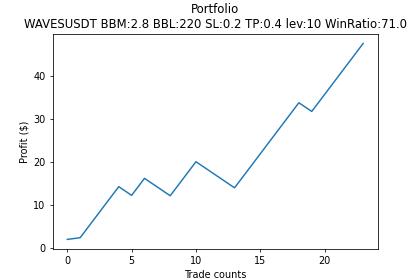 Portfolio
WAVESUSDT BBM:2.8 BBL:220 SL:0.2 TP:0.4 lev:10 WinRatio:71.0
Profit ($)
40
30
20
10
0
0 5 10 15 20
Trade counts